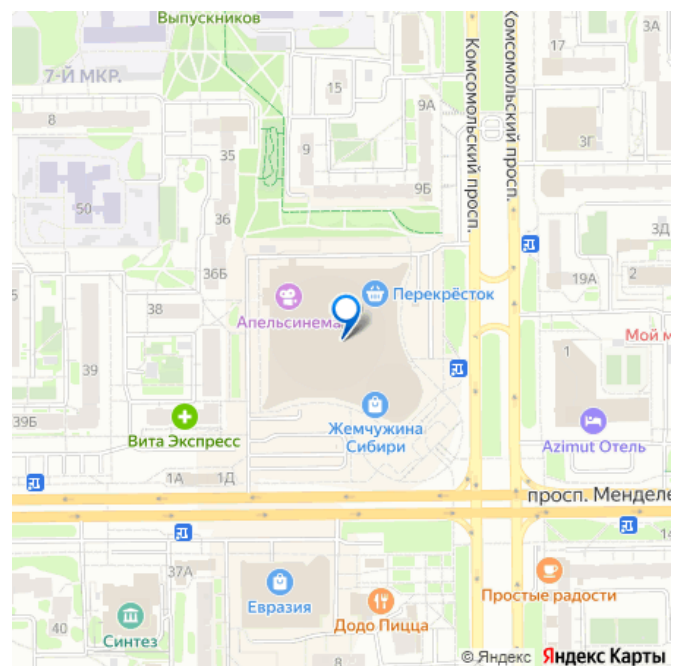 Выпускников
7-Й МКР.
8
15
9А
17
3А
Комсомольский просп.
Комсомольский просп.
35
9
3Г
9Б
50
36
3Д
36Б
19А
2
Перекрёсток
Апельсинема
38
Мой м
1
39
39Б
Вита Экспресс
Жемчужина
Сибири
Azimut Отель
1А
1Д
просп. Менделе
14
37А
Евразия
Простые радости
40
Синтез
Додо Пицца
8
© Яндекс Яндекс Карты